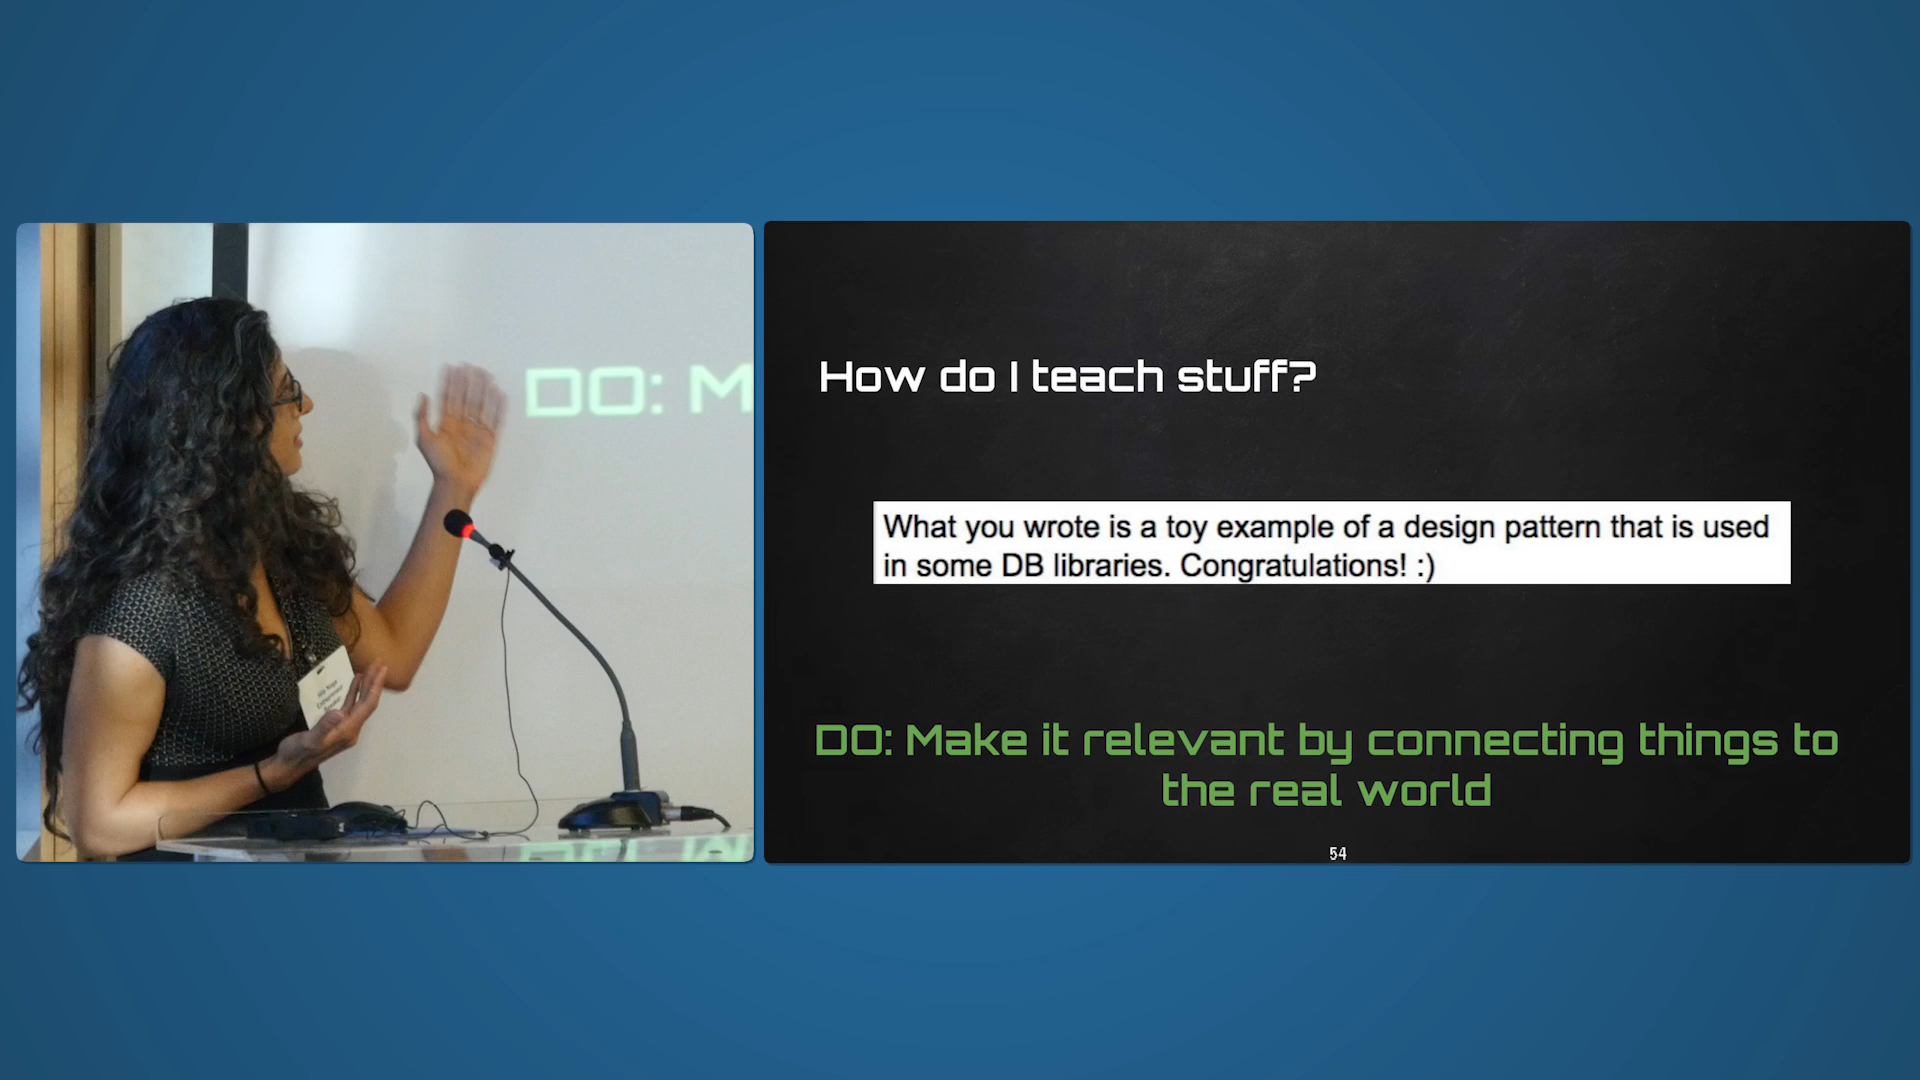 DO: M
Speaker
How do I teach stuff?
What you wrote is a toy example of a design pattern that is used
in some DB libraries. Congratulations! :)
DO: Make it relevant by connecting things to
the real world
54